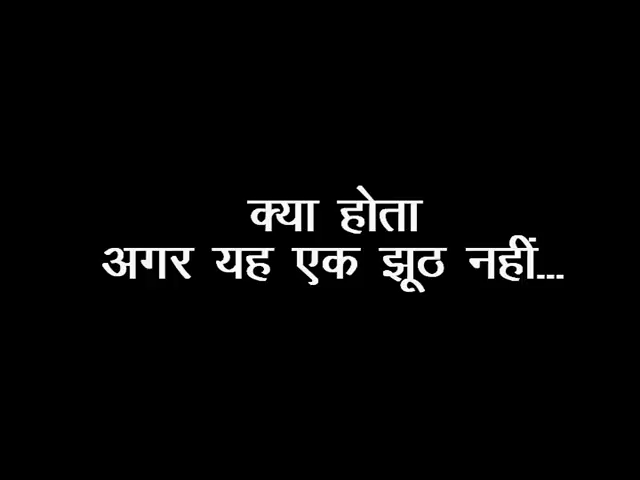 क्या होता
अगर यह एक झूठ नहीं...